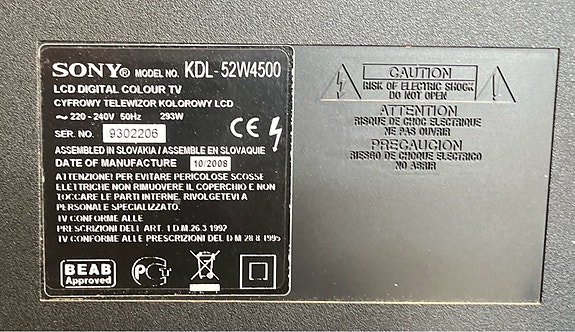 SONY® MODEL NO. KDL-52W4500
LCD DIGITAL COLOUR TV
CYFROWY TELEWIZOR KOLOROWY LCD
~ 220-240V 50Hz 293W
SER. NO. 9302206
CE
ASSEMBLED IN SLOVAKIA / ASSEMBLE EN SLOVAQUIE
DATE OF MANUFACTURE 10/2008
ATTENZIONE! PER EVITARE PERICOLOSE SCOSSE
ELETTRICHE NON RIMUOVERE IL COPERCHIO E NON
TOCCARE LE PARTI INTERNE. RIVOLGETEVI A
PERSONALE SPECIALIZZATO.
TV CONFORME ALLE
PRESCRIZIONI DELL ART. 1 D.M. 26.3 1992
TV CONFORME ALLE PRESCRIZIONI DEL D M 28 8 1995
BEAB
Approved
CAUTION
RISK OF ELECTRIC SHOCK
DO NOT OPEN
ATTENTION
RISQUE DE CHOC ELECTRIQUE
NE PAS OUVRIR
PRECAUCION
RIESGO DE CHOQUE ELECTRICO
NO ABRIR